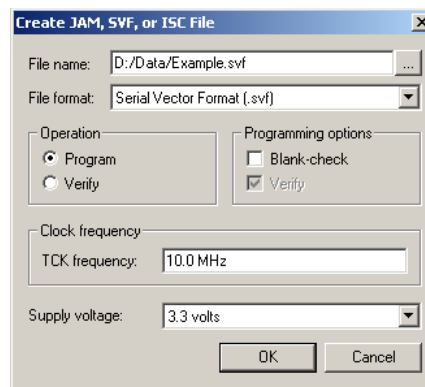 Create JAM, SVF, or ISC File
File name: D:/Data/Example.svf ...
File format: Serial Vector Format (.svf)
Operation
Program
Verify
Programming options
Blank-check
Verify
Clock frequency
TCK frequency: 10.0 MHz
Supply voltage: 3.3 volts
OK Cancel